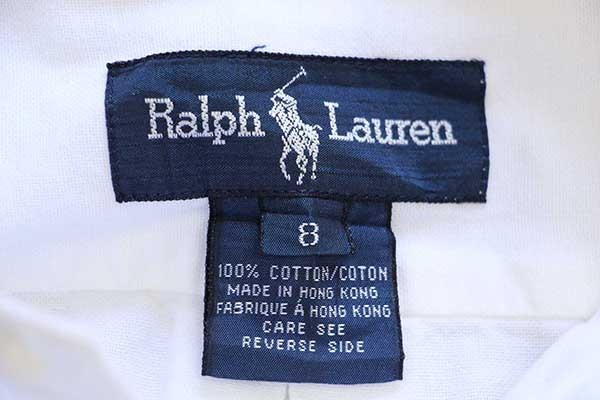 Ralph Lauren
8
100% COTTON/COTON
MADE IN HONG KONG
FABRIQUE À HONG KONG
CARE SEE
REVERSE SIDE